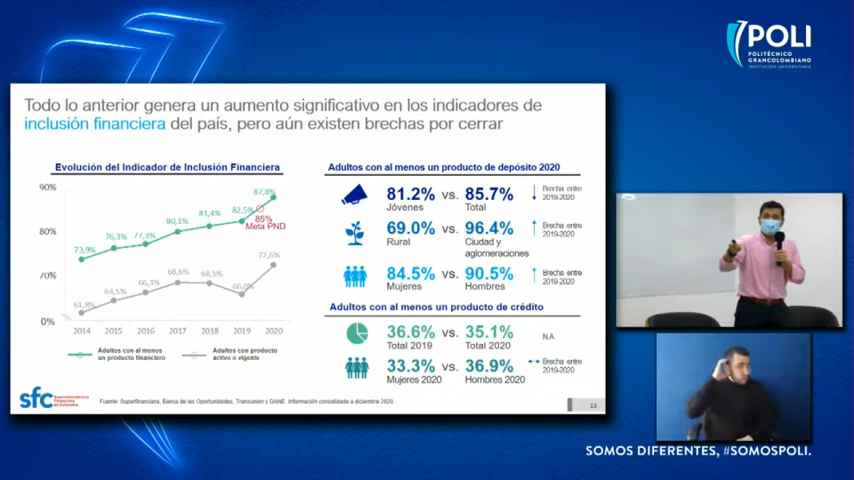 POLI
POLITÉCNICO
GRANCOLOMBIANO
INSTITUCIÓN UNIVERSITARIA
Todo lo anterior genera un aumento significativo en los indicadores de
inclusión financiera del país, pero aún existen brechas por cerrar
Evolución del Indicador de Inclusión Financiera
90%
80%
70%
0%
73,9%
76,3%
77,3%
80,1%
81,4%
82,5%
87,8%
85%
Meta PND
61,8%
64,5%
66,3%
68,6%
68,5%
66,0%
72,6%
2014 2015 2016 2017 2018 2019 2020
Adultos con al menos
un producto financiero
Adultos con producto
activo o vigente
Adultos con al menos un producto de depósito 2020
81.2% vs. 85.7%
Jóvenes Total
Brecha entre
2019-2020
69.0% vs. 96.4%
Rural Ciudad y
aglomeraciones
Brecha entre
2019-2020
84.5% vs. 90.5%
Mujeres Hombres
Brecha entre
2019-2020
Adultos con al menos un producto de crédito
36.6% vs. 35.1%
Total 2019 Total 2020
N.A
33.3% vs. 36.9%
Mujeres 2020 Hombres 2020
Brecha entre
2019-2020
sfc Superintendencia
Financiera
de Colombia
Fuente: Superfinanciera, Banca de las Oportunidades, Transunion y DANE. Información consolidada a diciembre 2020.
13
SOMOS DIFERENTES, #SOMOSPOLI.